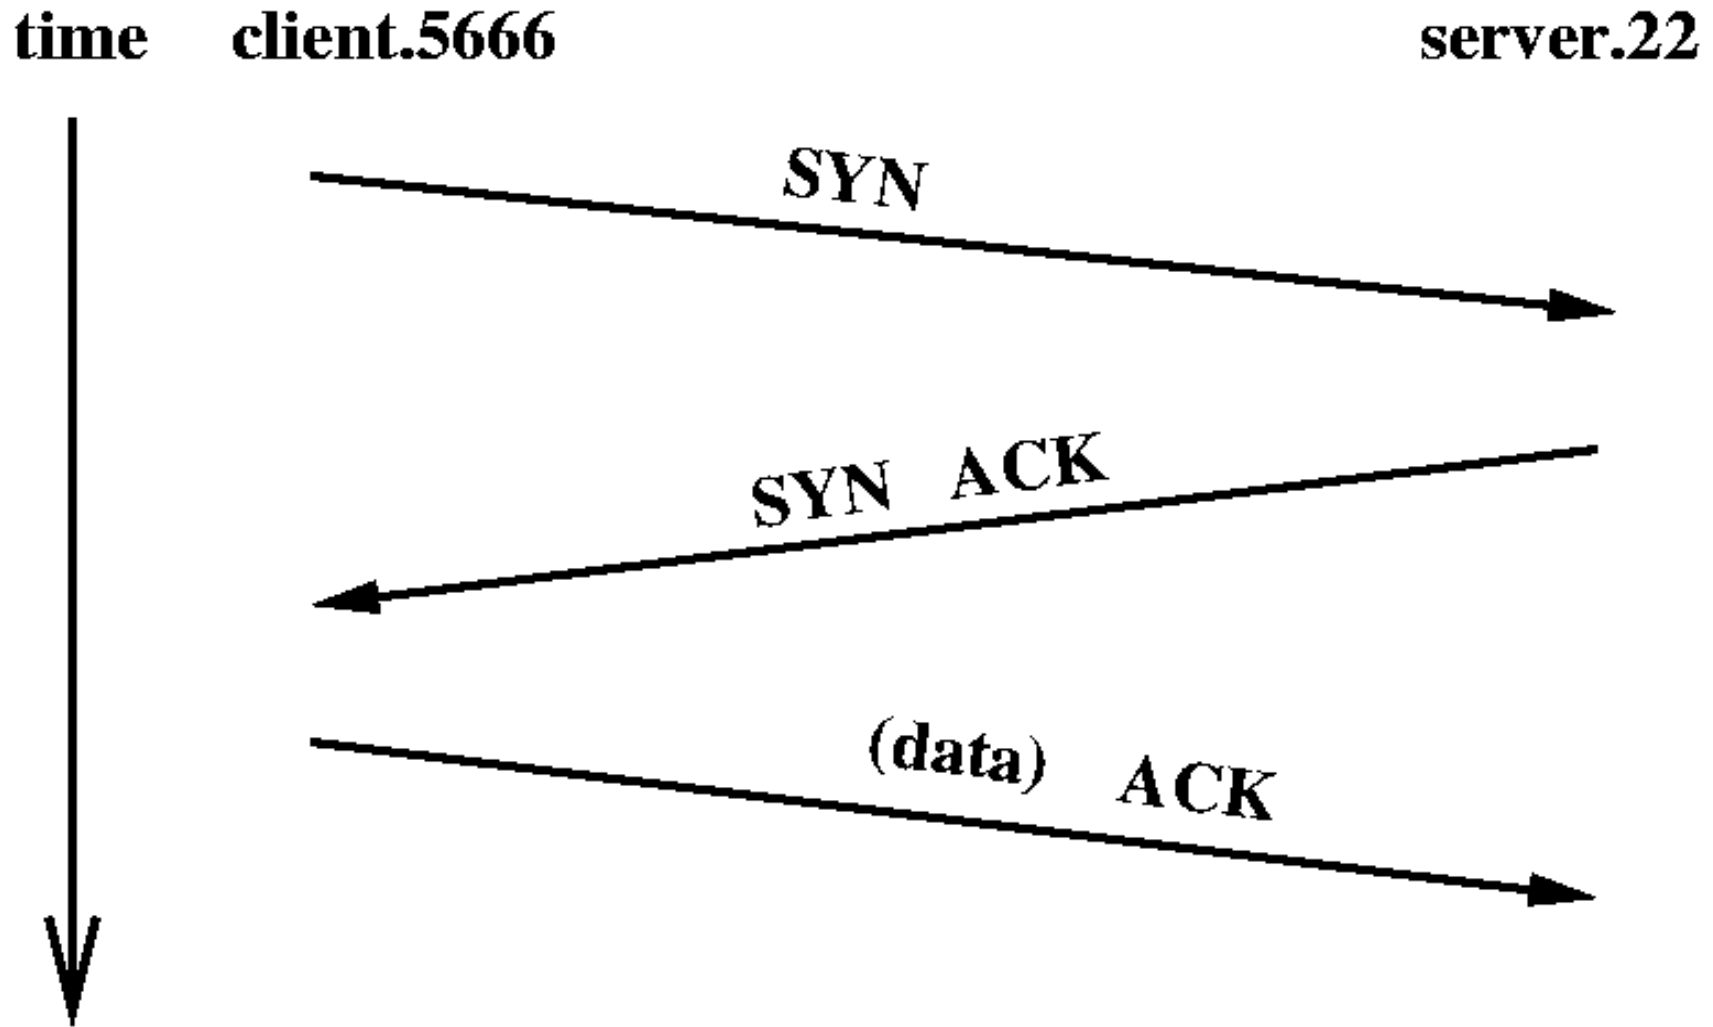 time client.5666 server.22
SYN
SYN ACK
(data) ACK